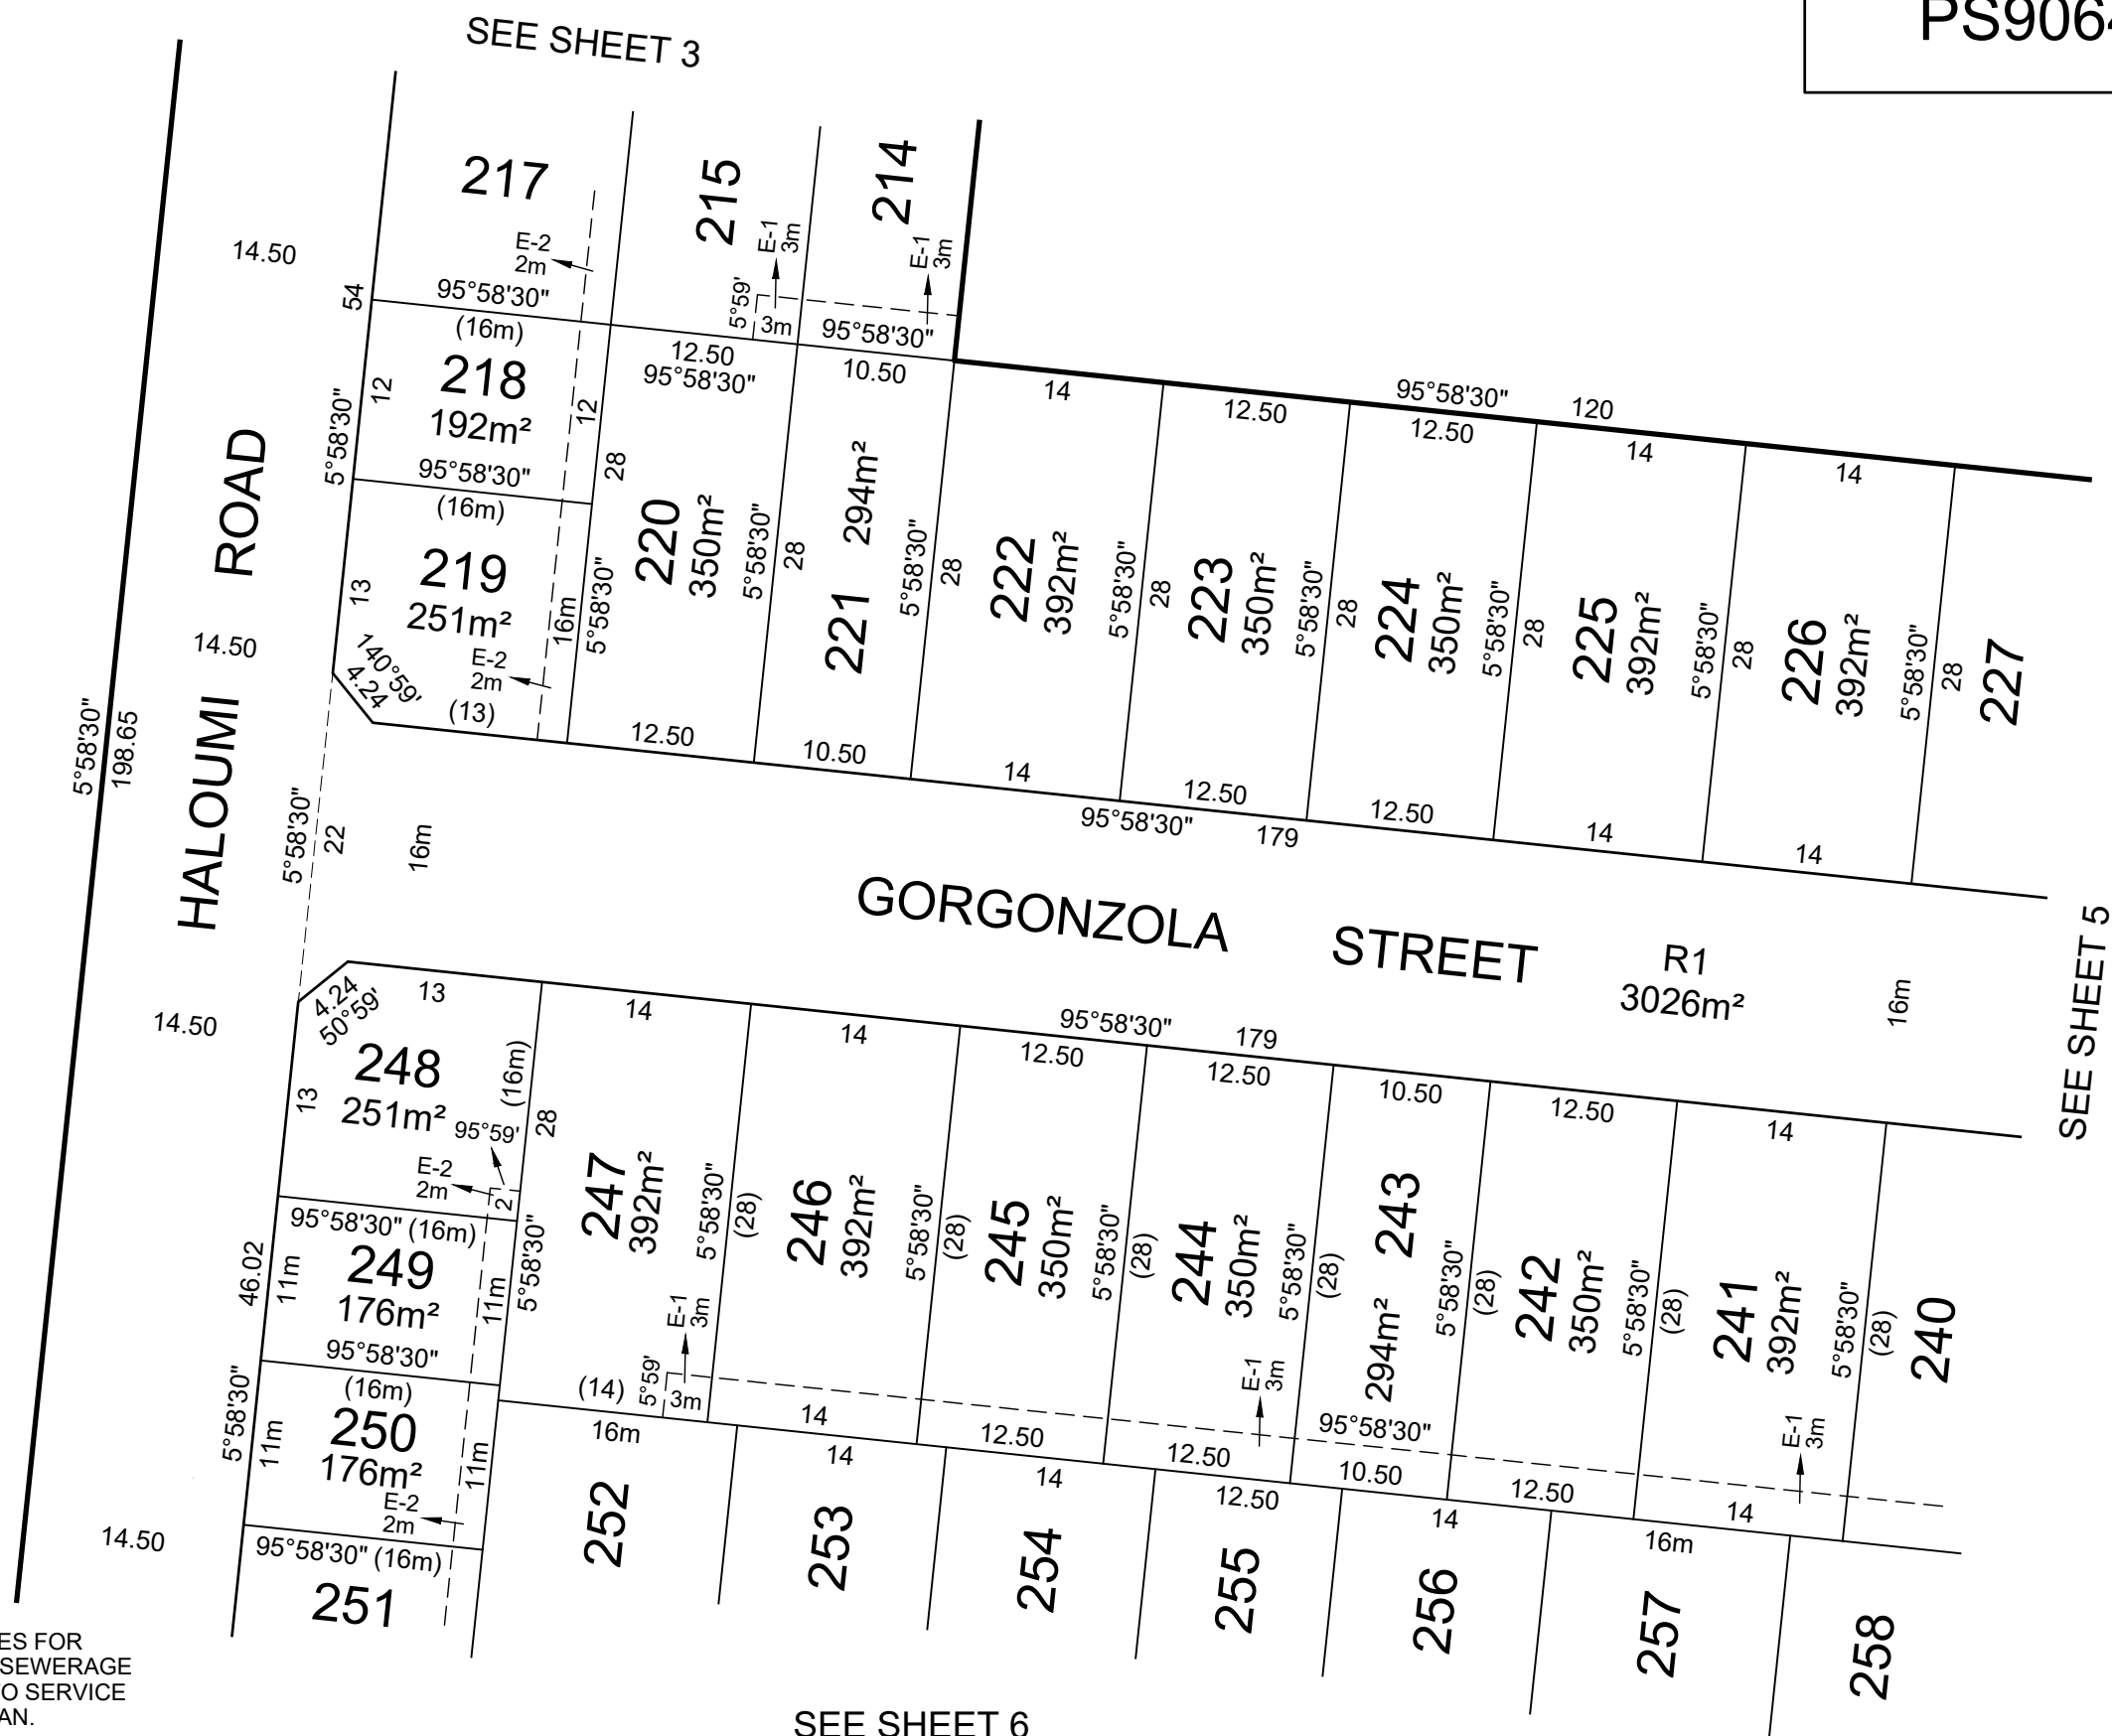 PS9064
SEE SHEET 3
217
215
214
E-2
2m
E-1
3m
E-1
3m
14.50
54
95°58'30"
(16m)
5°59'
3m
95°58'30"
218
192m²
12
12
5°58'30"
12.50
95°58'30"
10.50
14
12.50
95°58'30"
120
12.50
14
14
95°58'30"
(16m)
219
251m²
13
16m
140°59'
4.24
E-2
2m
(13)
28
5°58'30"
220
350m²
5°58'30"
28
221 294m²
5°58'30"
28
222
392m²
5°58'30"
28
223
350m²
5°58'30"
28
224
350m²
5°58'30"
28
225
392m²
5°58'30"
28
226
392m²
5°58'30"
28
227
12.50
10.50
14
12.50
12.50
14
14
95°58'30"
179
HALOUMI ROAD
14.50
5°58'30"
198.65
5°58'30"
22
16m
GORGONZOLA STREET
R1
3026m²
16m
SEE SHEET 5
14.50
4.24
50°59'
13
14
14
95°58'30"
179
12.50
12.50
10.50
12.50
14
248
251m²
13
(16m)
95°59'
E-2
2m
2
28
5°58'30"
247
392m²
5°58'30"
(28)
246
392m²
5°58'30"
(28)
245
350m²
5°58'30"
(28)
244
350m²
5°58'30"
(28)
243
294m²
5°58'30"
(28)
242
350m²
5°58'30"
(28)
241
392m²
5°58'30"
(28)
240
95°58'30" (16m)
249
176m²
46.02
11m
11m
95°58'30"
(16m)
250
176m²
5°58'30"
11m
11m
E-2
2m
95°58'30" (16m)
251
E-1
3m
(14)
5°59'
3m
14
12.50
E-1
3m
12.50
95°58'30"
10.50
12.50
E-1
3m
14
16m
14
14
12.50
14
16m
252
253
254
255
256
257
258
14.50
ES FOR
SEWERAGE
O SERVICE
AN.
SEE SHEET 6